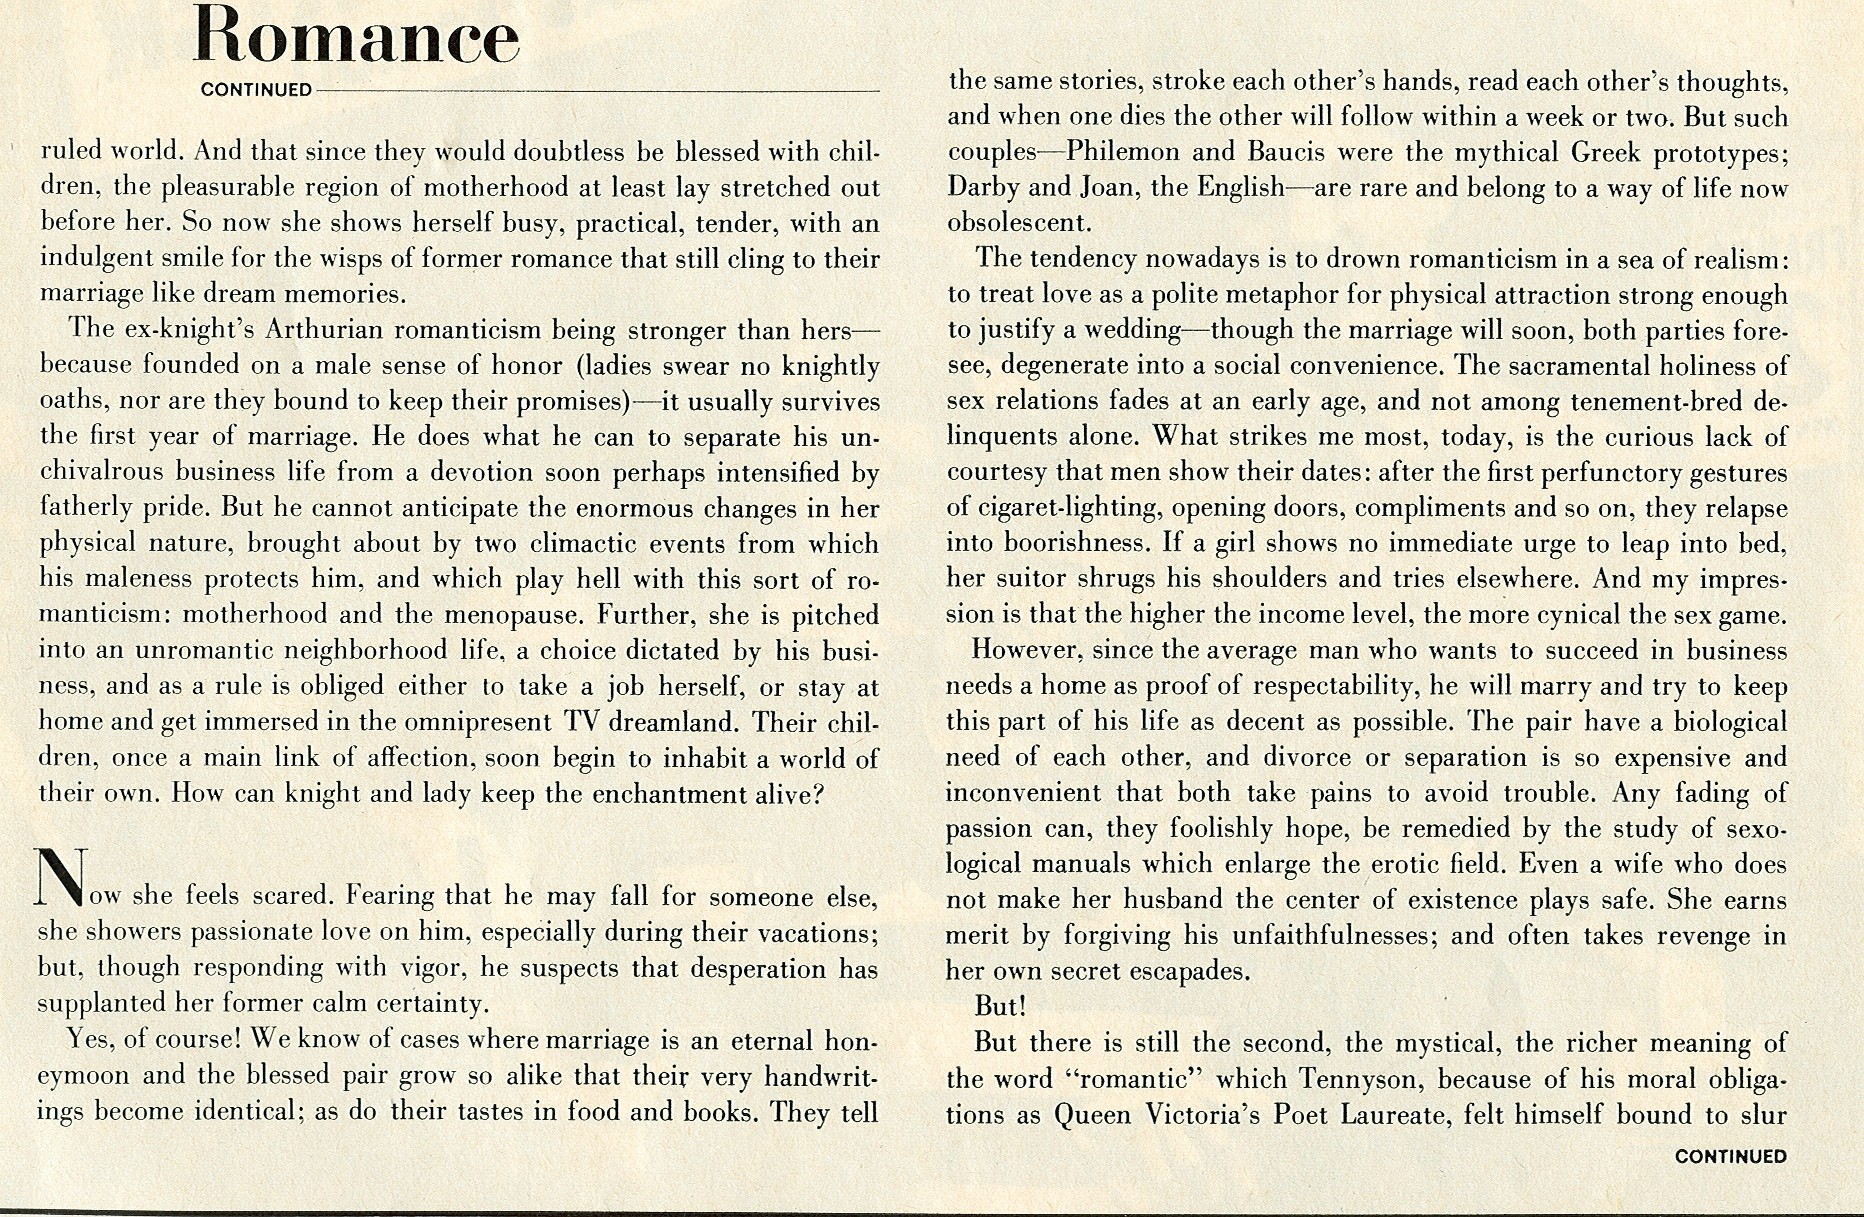 Romance
CONTINUED
ruled world. And that since they would doubtless be blessed with chil-
dren, the pleasurable region of motherhood at least lay stretched out
before her. So now she shows herself busy, practical, tender, with an
indulgent smile for the wisps of former romance that still cling to their
marriage like dream memories.
The ex-knight's Arthurian romanticism being stronger than hers—
because founded on a male sense of honor (ladies swear no knightly
oaths, nor are they bound to keep their promises)—it usually survives
the first year of marriage. He does what he can to separate his un-
chivalrous business life from a devotion soon perhaps intensified by
fatherly pride. But he cannot anticipate the enormous changes in her
physical nature, brought about by two climactic events from which
his maleness protects him, and which play hell with this sort of ro-
manticism: motherhood and the menopause. Further, she is pitched
into an unromantic neighborhood life, a choice dictated by his busi-
ness, and as a rule is obliged either to take a job herself, or stay at
home and get immersed in the omnipresent TV dreamland. Their chil-
dren, once a main link of affection, soon begin to inhabit a world of
their own. How can knight and lady keep the enchantment alive?
Now she feels scared. Fearing that he may fall for someone else,
she showers passionate love on him, especially during their vacations;
but, though responding with vigor, he suspects that desperation has
supplanted her former calm certainty.
Yes, of course! We know of cases where marriage is an eternal hon-
eymoon and the blessed pair grow so alike that their very handwrit-
ings become identical; as do their tastes in food and books. They tell
the same stories, stroke each other's hands, read each other's thoughts,
and when one dies the other will follow within a week or two. But such
couples—Philemon and Baucis were the mythical Greek prototypes;
Darby and Joan, the English—are rare and belong to a way of life now
obsolescent.
The tendency nowadays is to drown romanticism in a sea of realism:
to treat love as a polite metaphor for physical attraction strong enough
to justify a wedding—though the marriage will soon, both parties fore-
see, degenerate into a social convenience. The sacramental holiness of
sex relations fades at an early age, and not among tenement-bred de-
linquents alone. What strikes me most, today, is the curious lack of
courtesy that men show their dates: after the first perfunctory gestures
of cigaret-lighting, opening doors, compliments and so on, they relapse
into boorishness. If a girl shows no immediate urge to leap into bed,
her suitor shrugs his shoulders and tries elsewhere. And my impres-
sion is that the higher the income level, the more cynical the sex game.
However, since the average man who wants to succeed in business
needs a home as proof of respectability, he will marry and try to keep
this part of his life as decent as possible. The pair have a biological
need of each other, and divorce or separation is so expensive and
inconvenient that both take pains to avoid trouble. Any fading of
passion can, they foolishly hope, be remedied by the study of sexo-
logical manuals which enlarge the erotic field. Even a wife who does
not make her husband the center of existence plays safe. She earns
merit by forgiving his unfaithfulnesses; and often takes revenge in
her own secret escapades.
But!
But there is still the second, the mystical, the richer meaning of
the word “romantic” which Tennyson, because of his moral obliga-
tions as Queen Victoria's Poet Laureate, felt himself bound to slur
CONTINUED